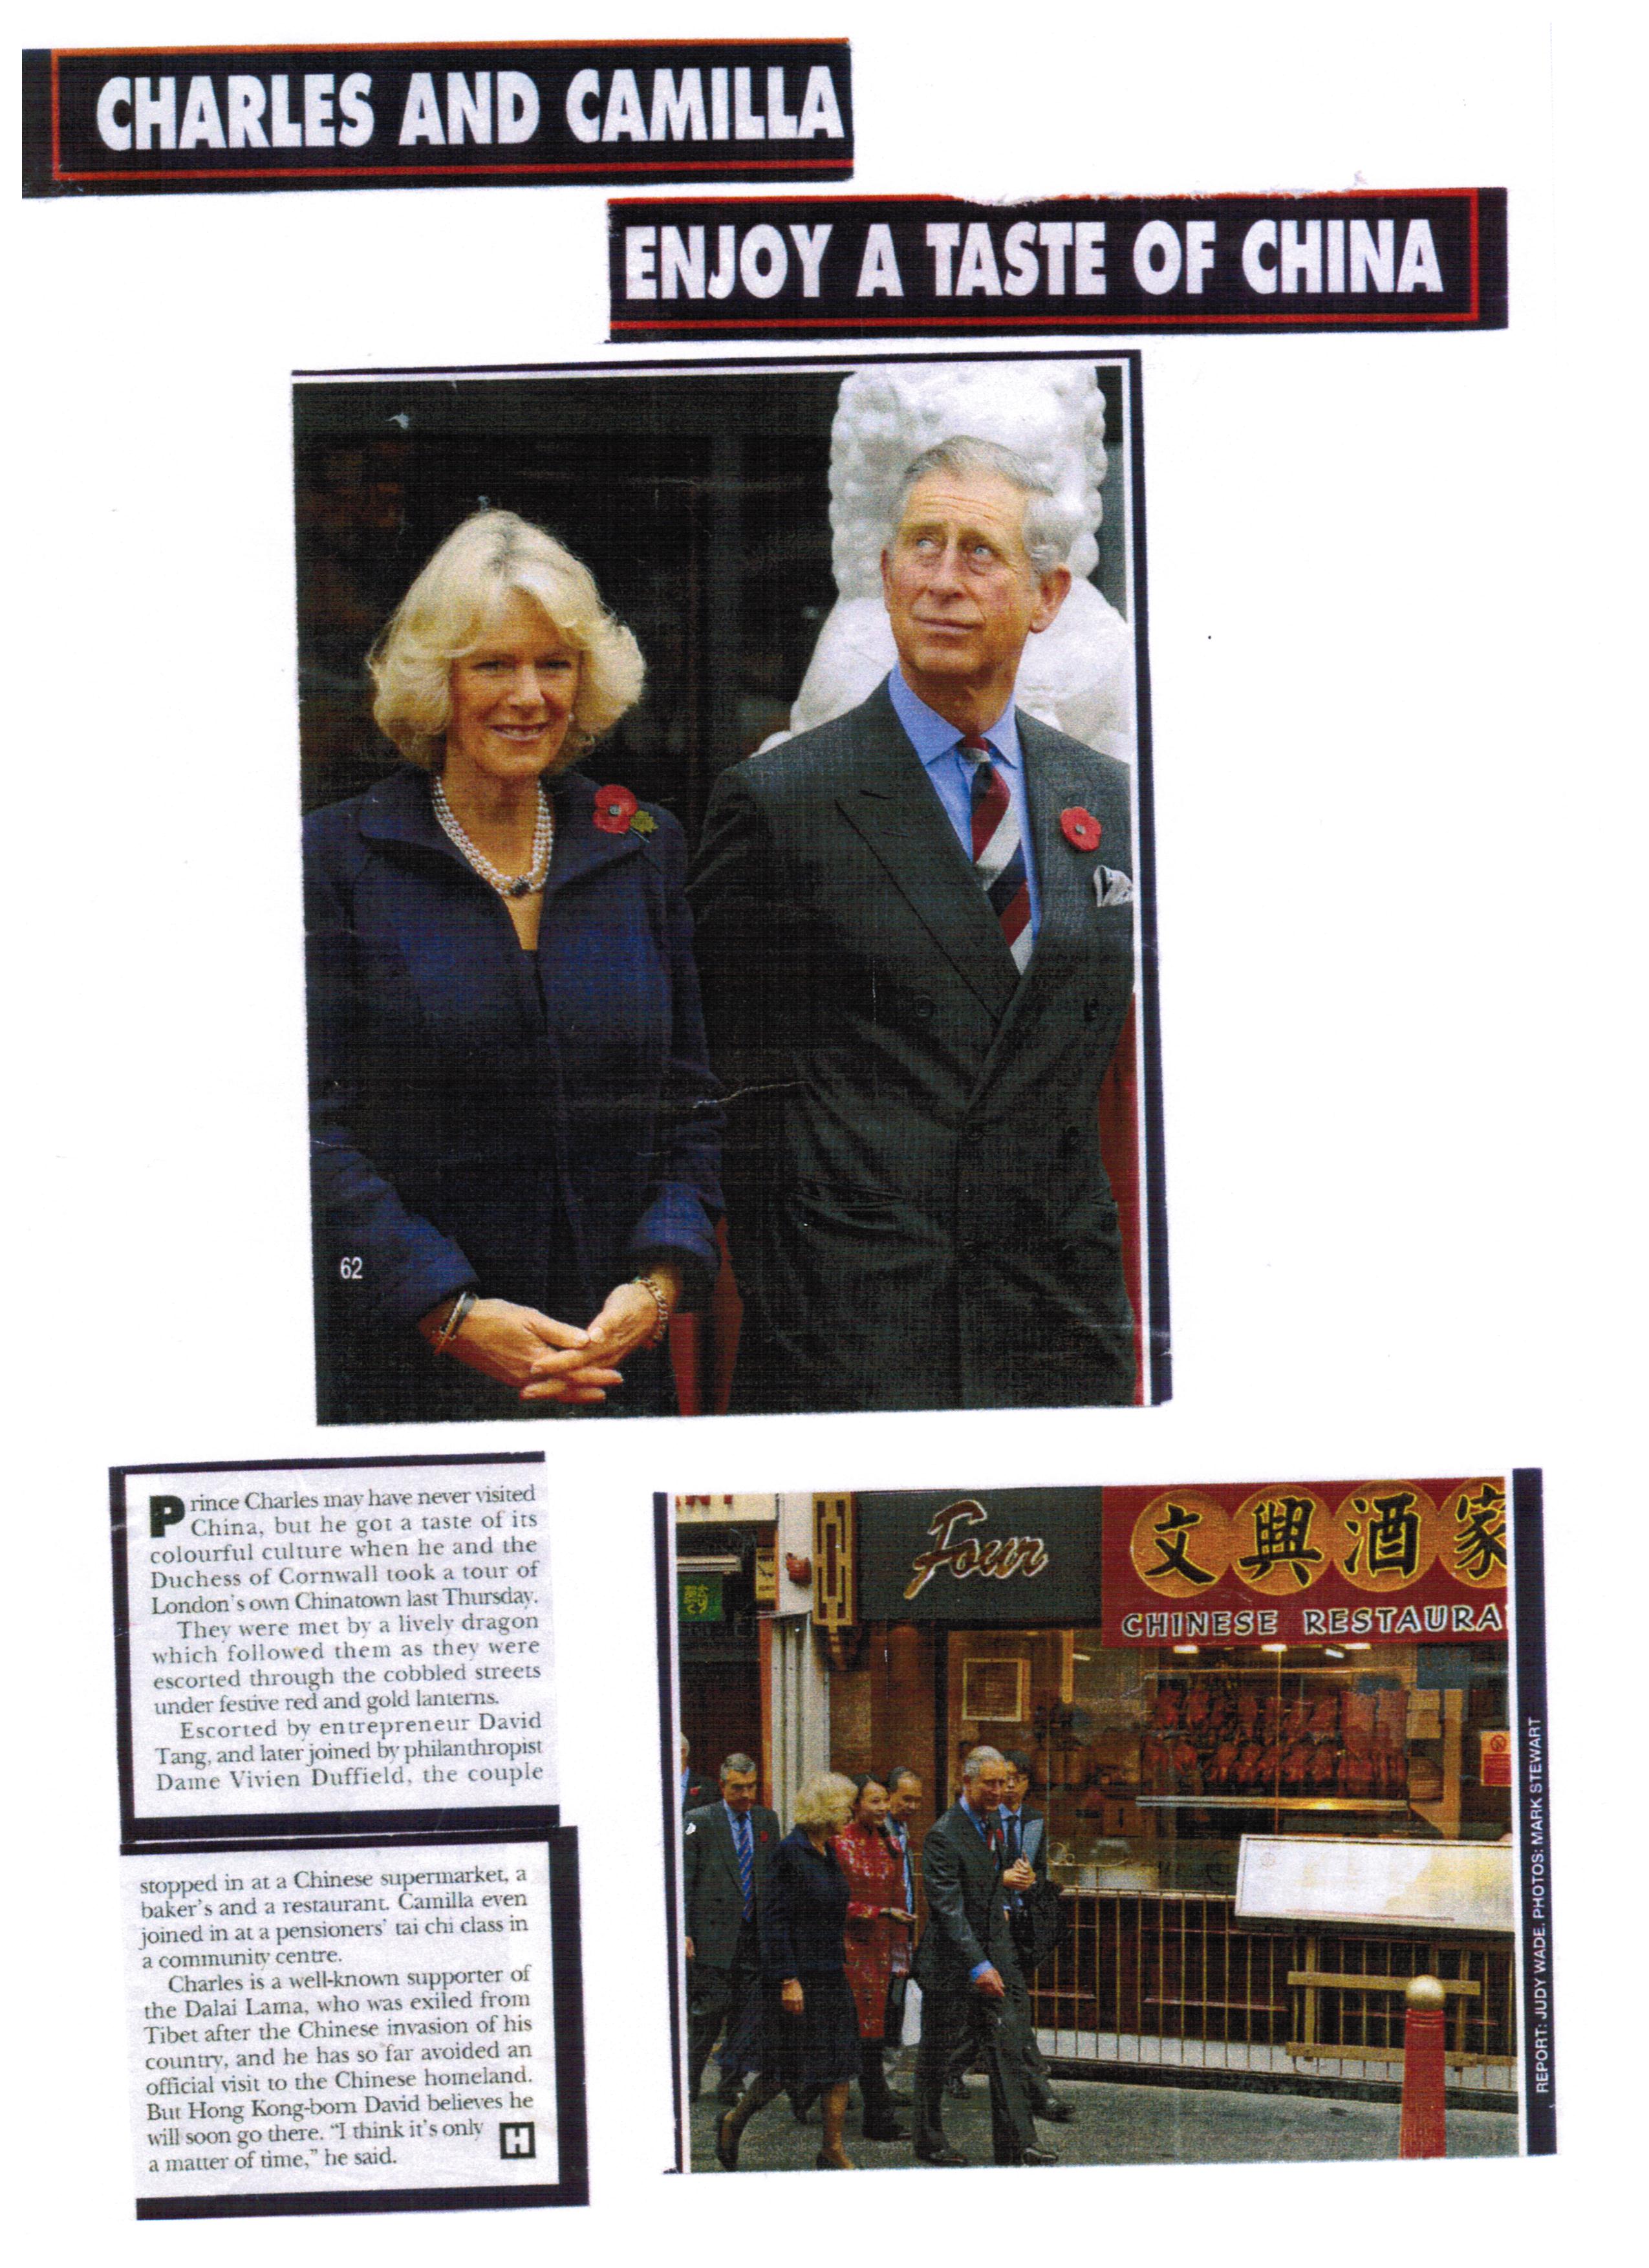 CHARLES AND CAMILLA
ENJOY A TASTE OF CHINA
62
Prince Charles may have never visited
China, but he got a taste of its
colourful culture when he and the
Duchess of Cornwall took a tour of
London's own Chinatown last Thursday.
They were met by a lively dragon
which followed them as they were
escorted through the cobbled streets
under festive red and gold lanterns.
Escorted by entrepreneur David
Tang, and later joined by philanthropist
Dame Vivien Duffield, the couple
stopped in at a Chinese supermarket, a
baker's and a restaurant. Camilla even
joined in at a pensioners' tai chi class in
a community centre.
Charles is a well-known supporter of
the Dalai Lama, who was exiled from
Tibet after the Chinese invasion of his
country, and he has so far avoided an
official visit to the Chinese homeland.
But Hong Kong-born David believes he
will soon go there. "I think it's only
a matter of time," he said.
H
Four
文興酒家
CHINESE RESTAURA
REPORT: JUDY WADE. PHOTOS: MARK STEWART